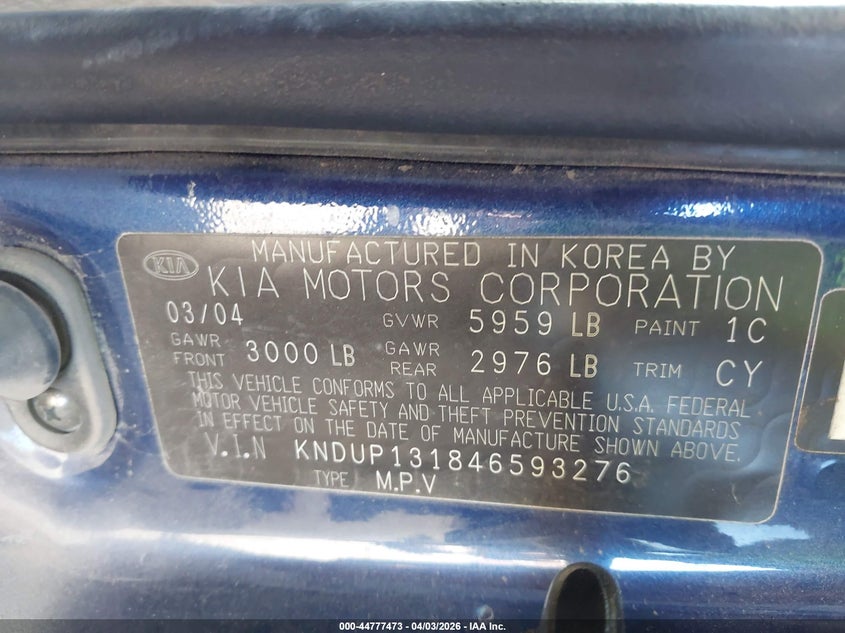 MANUFACTURED IN KOREA BY
KIA KIA MOTORS CORPORATION
03/04 GVWR 5959 LB PAINT 1C
GAWR FRONT 3000 LB GAWR REAR 2976 LB TRIM CY
THIS VEHICLE CONFORMS TO ALL APPLICABLE U.S.A. FEDERAL
MOTOR VEHICLE SAFETY AND THEFT PREVENTION STANDARDS
IN EFFECT ON THE DATE OF MANUFACTURE SHOWN ABOVE.
V.I.N KNDUP131846593276
TYPE M.P.V
000-44777473 - 04/03/2026 - IAA Inc.